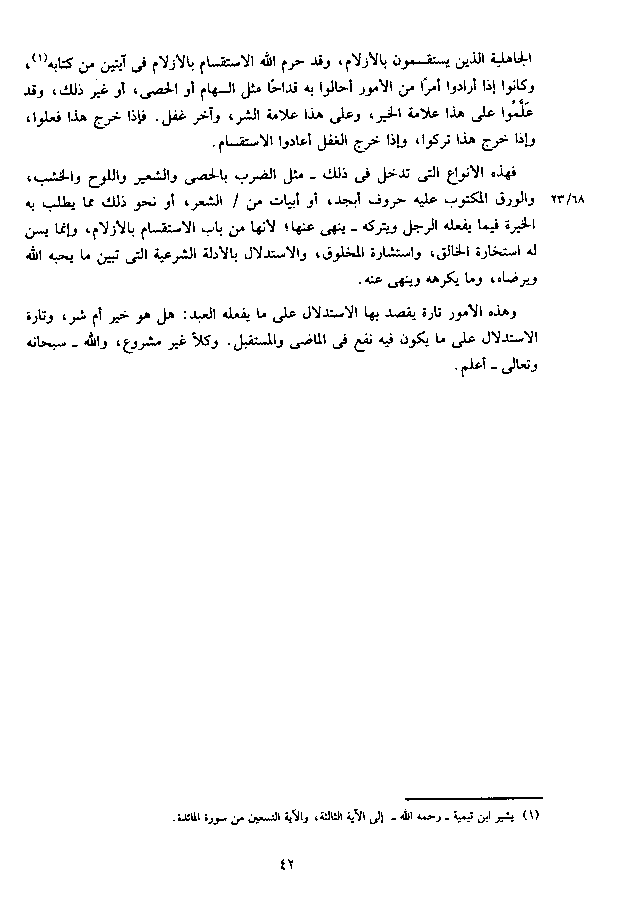 الجاهلية الذين يستقسمون بالأزلام، وقد حرم الله الاستقسام بالأزلام فى آيتين من كتابه(١)،
وكانوا إذا أرادوا أمرًا من الأمور أحالوا به قداحًا مثل السهام أو الحصى، أو غير ذلك، وقد
عَلَّمُوا على هذا علامة الخير، وعلى هذا علامة الشر، وآخر غفل. فإذا خرج هذا فعلوا،
وإذا خرج هذا تركوا، وإذا خرج الغفل أعادوا الاستقسام.
فهذه الأنواع التى تدخل فى ذلك ـ مثل الضرب بالحصى والشعير واللوح والخشب،
٢٣/٦٨ والورق المكتوب عليه حروف أبجد، أو أبيات من / الشعر، أو نحو ذلك مما يطلب به
الخيرة فيما يفعله الرجل ويتركه ـ ينهى عنها؛ لأنها من باب الاستقسام بالأزلام، وإنما يسن
له استخارة الخالق، واستشارة المخلوق، والاستدلال بالأدلة الشرعية التى تبين ما يحبه الله
ويرضاه، وما يكرهه وينهى عنه.
وهذه الأمور تارة يقصد بها الاستدلال على ما يفعله العبد: هل هو خير أم شر، وتارة
الاستدلال على ما يكون فيه نفع فى الماضى والمستقبل. وكلاً غير مشروع، والله ـ سبحانه
وتعالى ـ أعلم.
(١) يشير ابن تيمية ـ رحمه الله ـ إلى الآية الثالثة، والآية التسعين من سورة المائدة.
٤٢